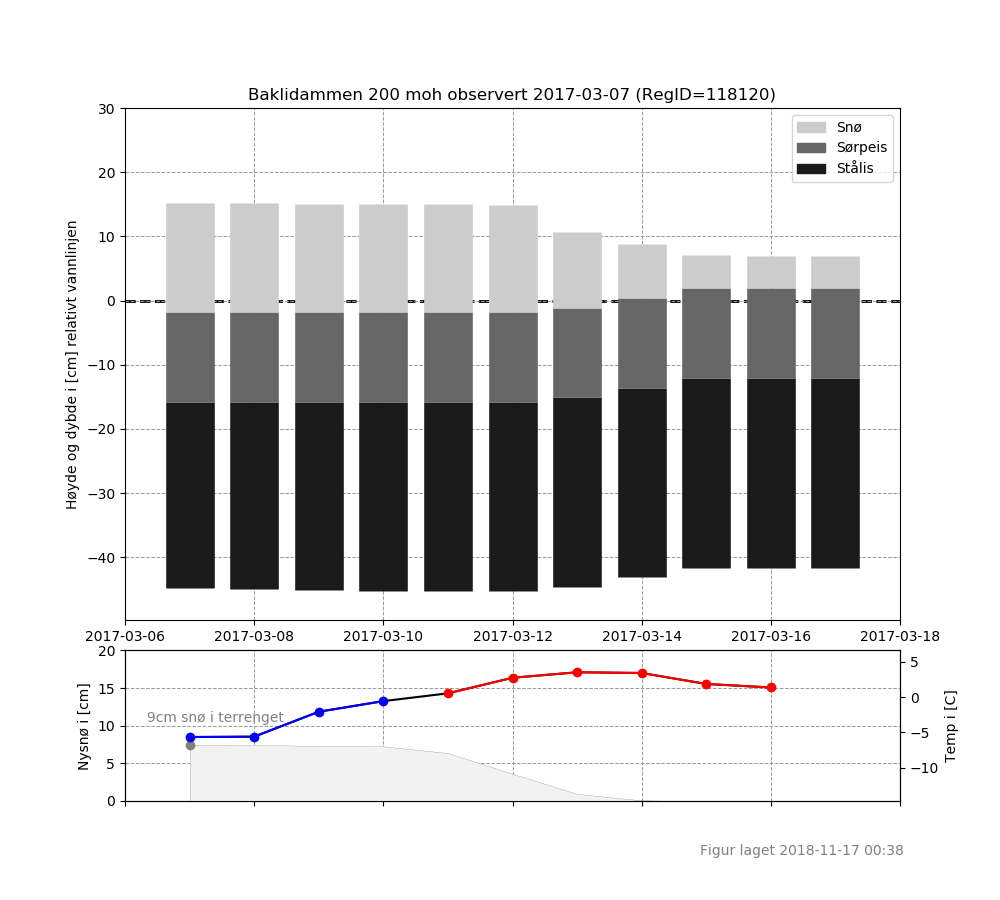 Baklidammen 200 moh observert 2017-03-07 (RegID=118120)
Høyde og dybde i [cm] relativt vannlinjen
30
20
10
0
−10
−20
−30
−40
Snø
Sørpeis
Stålis
2017-03-06 2017-03-08 2017-03-10 2017-03-12 2017-03-14 2017-03-16 2017-03-18
Nysnø i [cm]
20
15
10
5
0
9cm snø i terrenget
5
0
−5
−10
Temp i [C]
Figur laget 2018-11-17 00:38